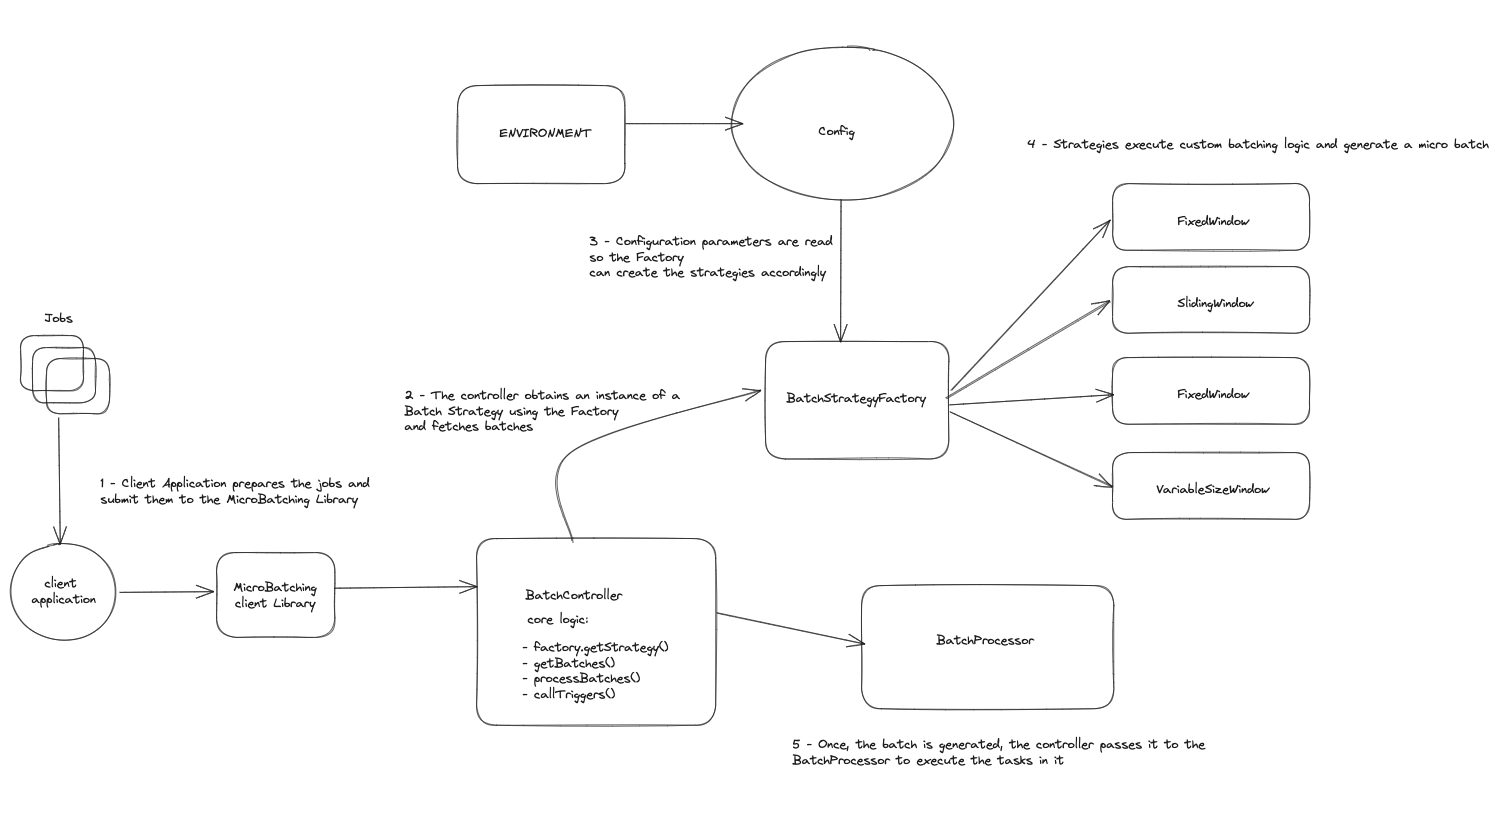 ENVIRONMENT
Config
4 - Strategies execute custom batching logic and generate a micro batch
FixedWindow
3 - Configuration parameters are read
so the Factory
can create the strategies accordingly
SlidingWindow
Jobs
FixedWindow
2 - The controller obtains an instance of a
Batch Strategy using the Factory
and fetches batches
BatchStrategyFactory
1 - Client Application prepares the jobs and
submit them to the MicroBatching Library
VariableSizeWindow
client
application
MicroBatching
client Library
BatchController
core logic:
- factory.getStrategy()
- getBatches()
- processBatches()
- callTriggers()
BatchProcessor
5 - Once, the batch is generated, the controller passes it to the
BatchProcessor to execute the tasks in it